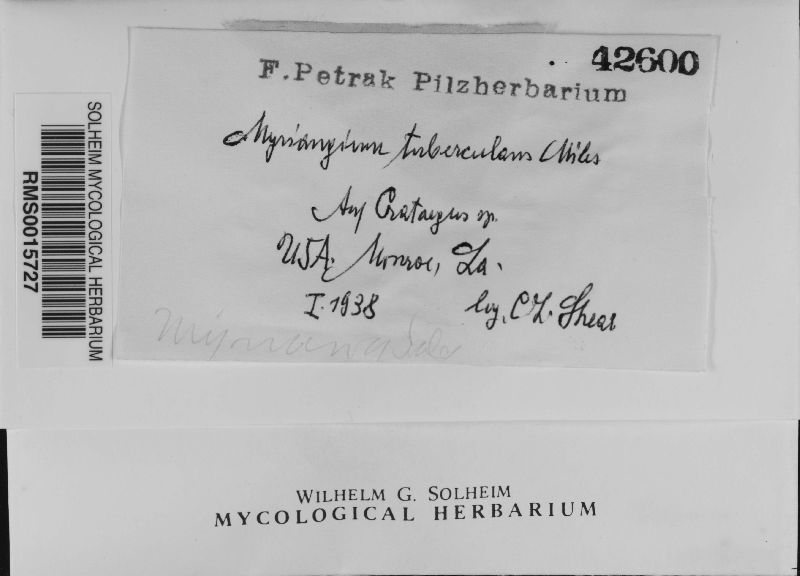 42600
F. Petrak Pilzherbarium
Myriangium tuberculans Miles
Auf Crataegus sp.
USA. Monroe, La.
I. 1938 leg. C. L. Shear
SOLHEIM MYCOLOGICAL HERBARIUM
RMS0015727
WILHELM G. SOLHEIM
MYCOLOGICAL HERBARIUM